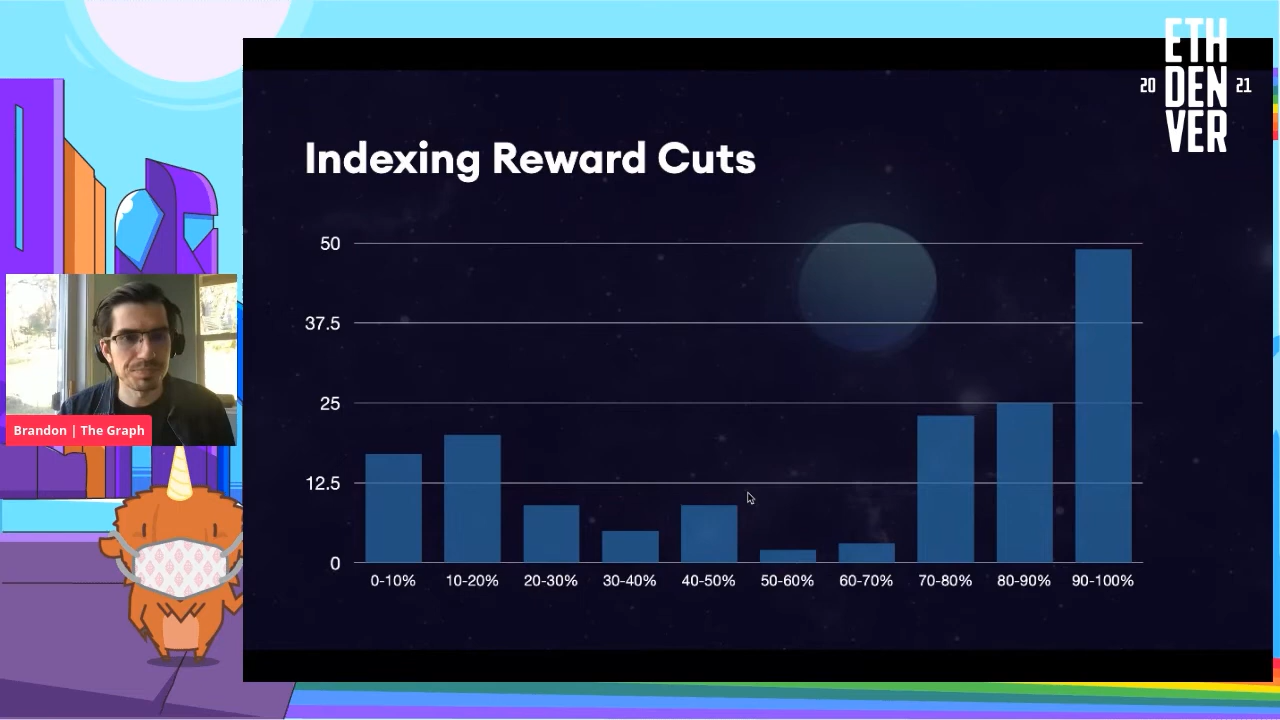 ETH
20 DEN 21
VER
Indexing Reward Cuts
50
37.5
25
12.5
0
0-10% 10-20% 20-30% 30-40% 40-50% 50-60% 60-70% 70-80% 80-90% 90-100%
Brandon | The Graph